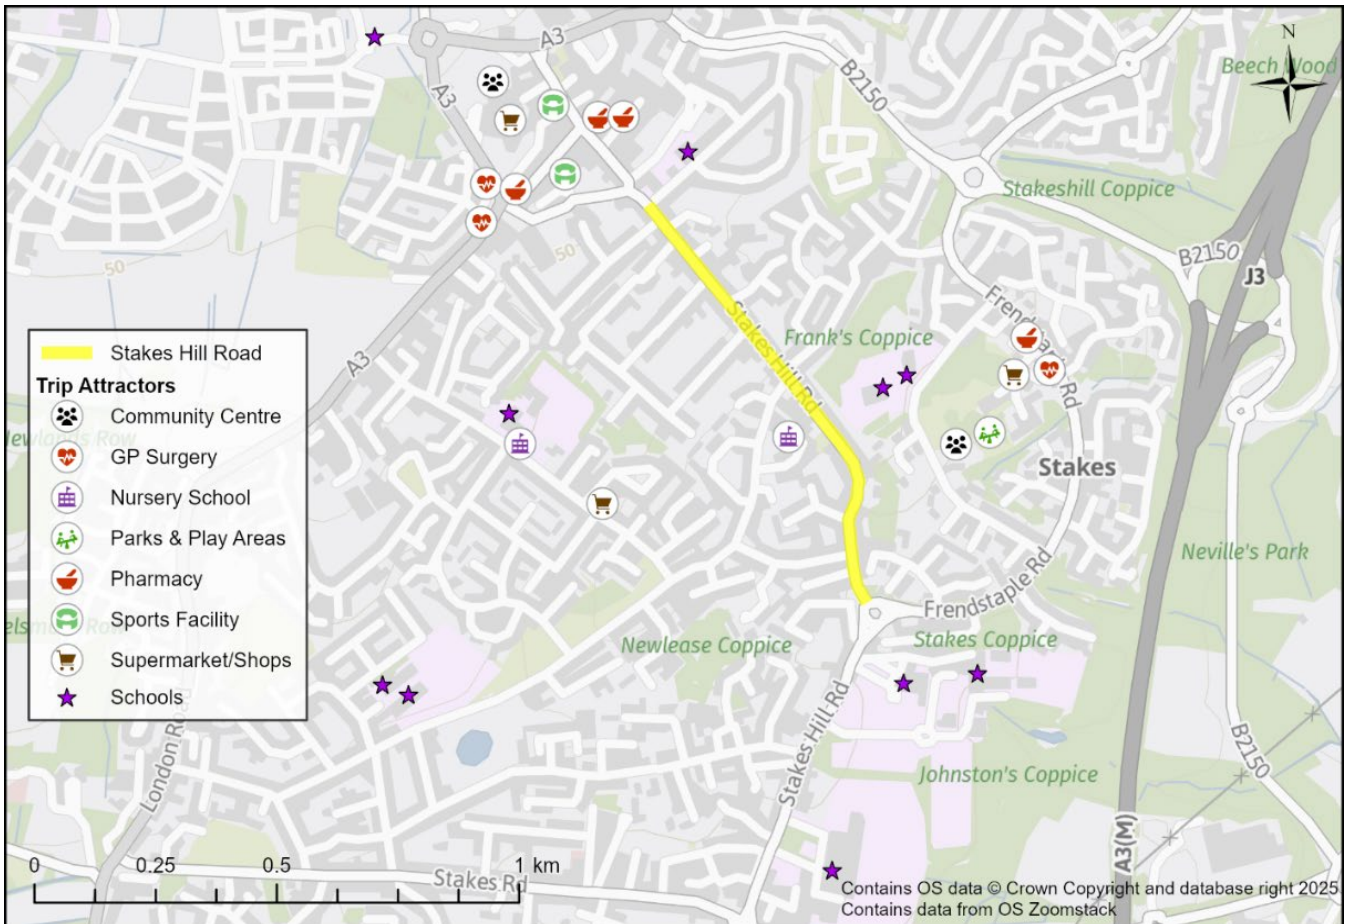 A3
N
Beech Wood
A3
B2150
Stakeshill Coppice
B2150
50
50
J3
Frendstaple Rd
Stakes Hill Rd
Frank's Coppice
A3
Stakes Hill Road
Trip Attractors
Community Centre
GP Surgery
Nursery School
Parks & Play Areas
Pharmacy
Sports Facility
Supermarket/Shops
Schools
Row
Stakes
Neville's Park
Frendstaple Rd
Newlease Coppice
Stakes Coppice
Stakes Hill Rd
London Road
Johnston's Coppice
B2150
A3(M)
0 0.25 0.5 1 km
Stakes Rd
Contains OS data © Crown Copyright and database right 2025
Contains data from OS Zoomstack